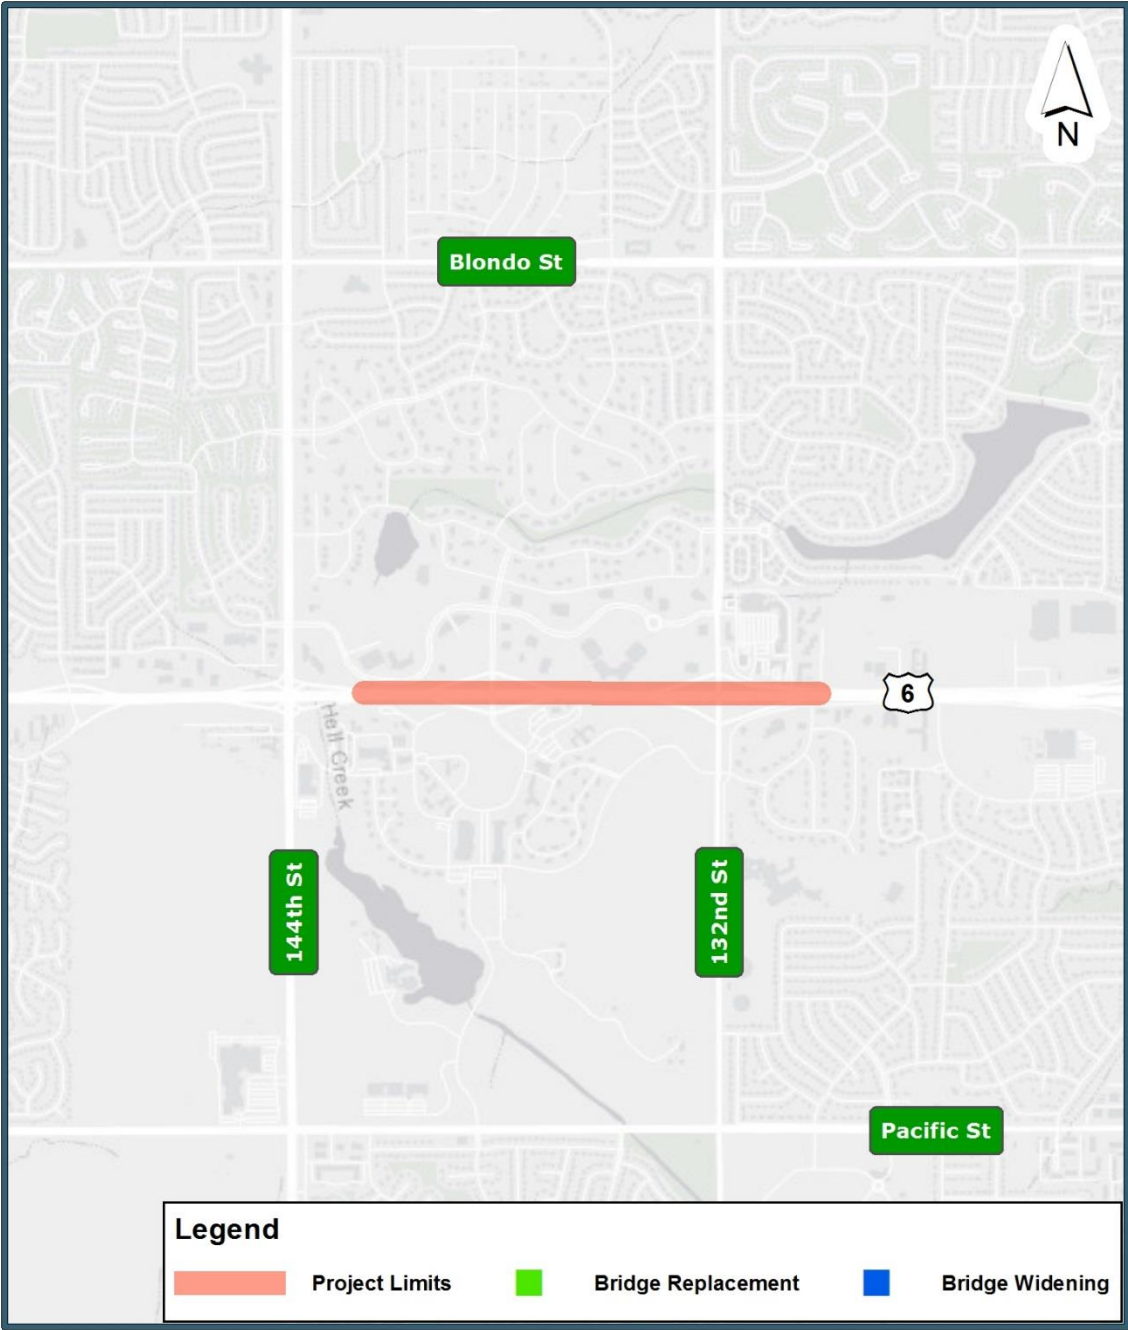 N
Blondo St
6
Hell Creek
144th St
132nd St
Pacific St
Legend
Project Limits
Bridge Replacement
Bridge Widening